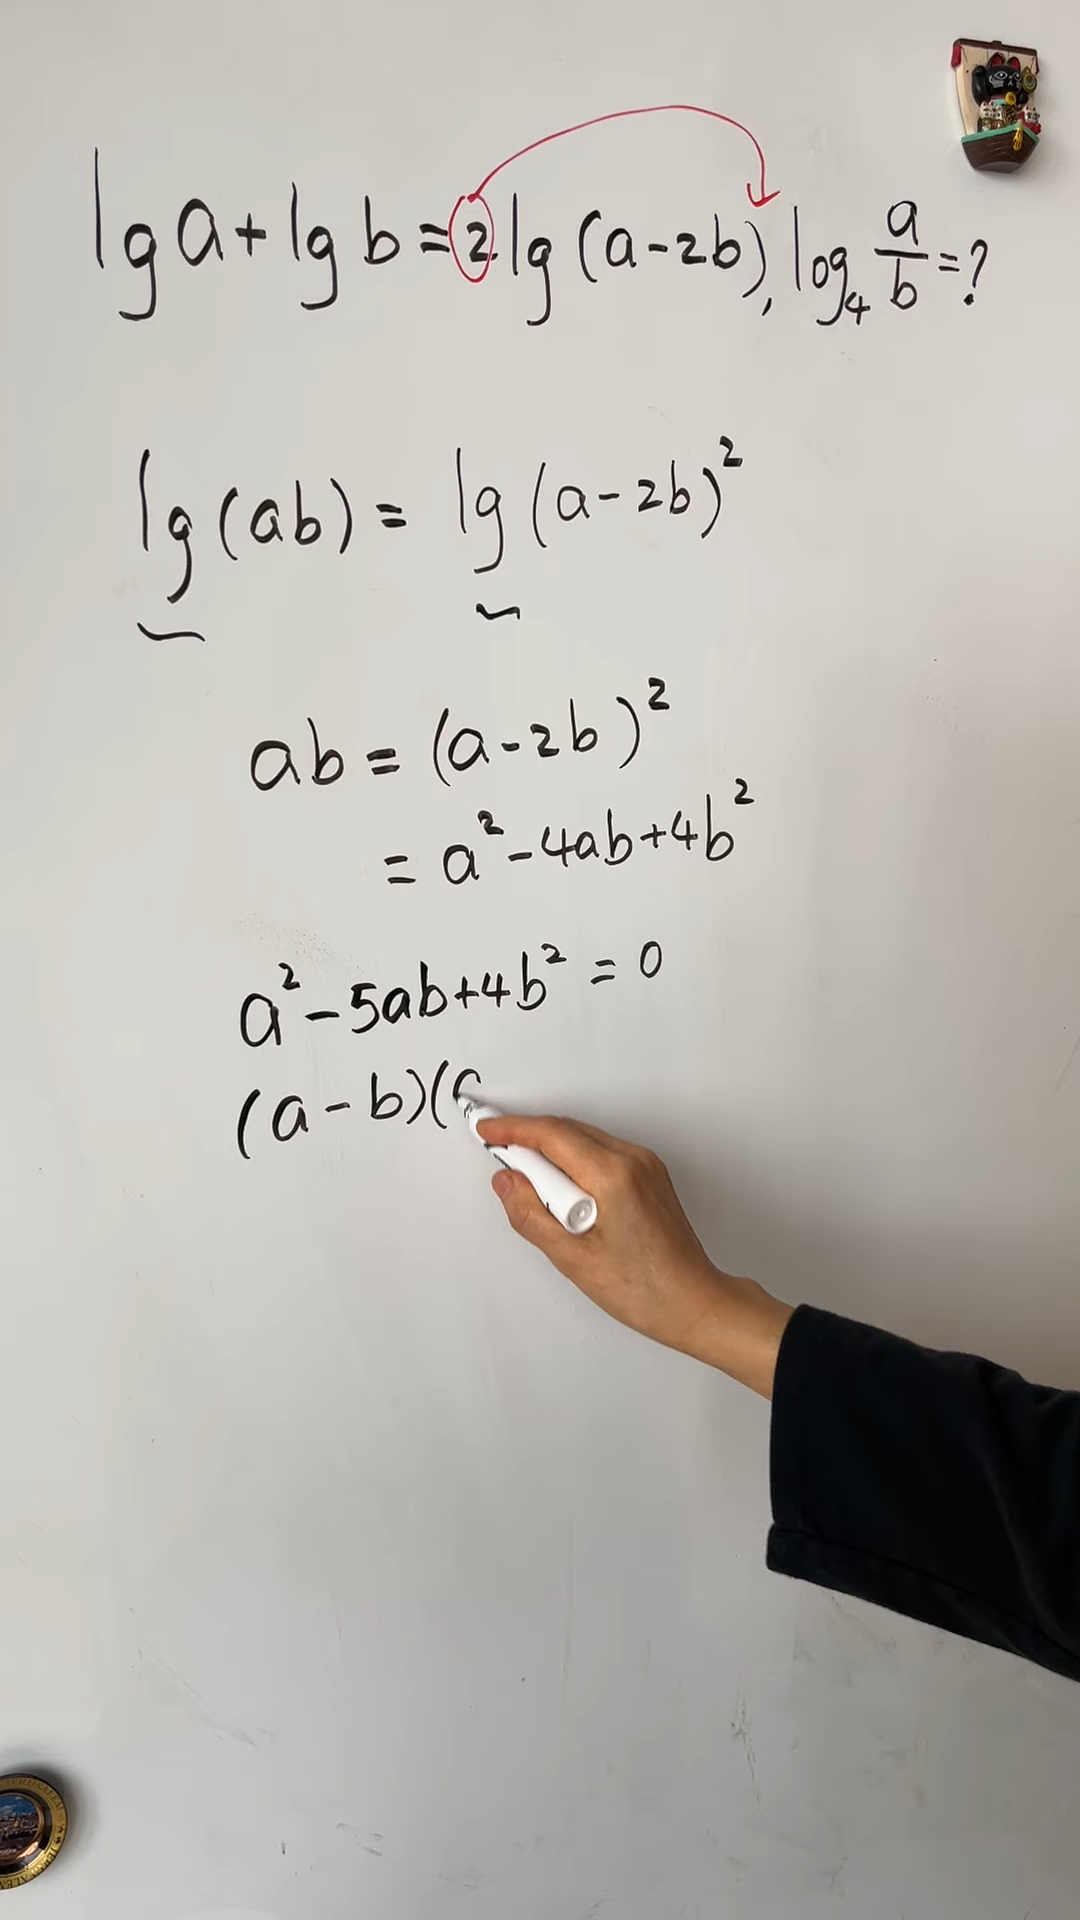 lg a + lg b = 2 lg (a - 2b), log₄ a/b = ?
lg (ab) = lg (a - 2b)²
ab = (a - 2b)²
= a² - 4ab + 4b²
a² - 5ab + 4b² = 0
(a - b)(